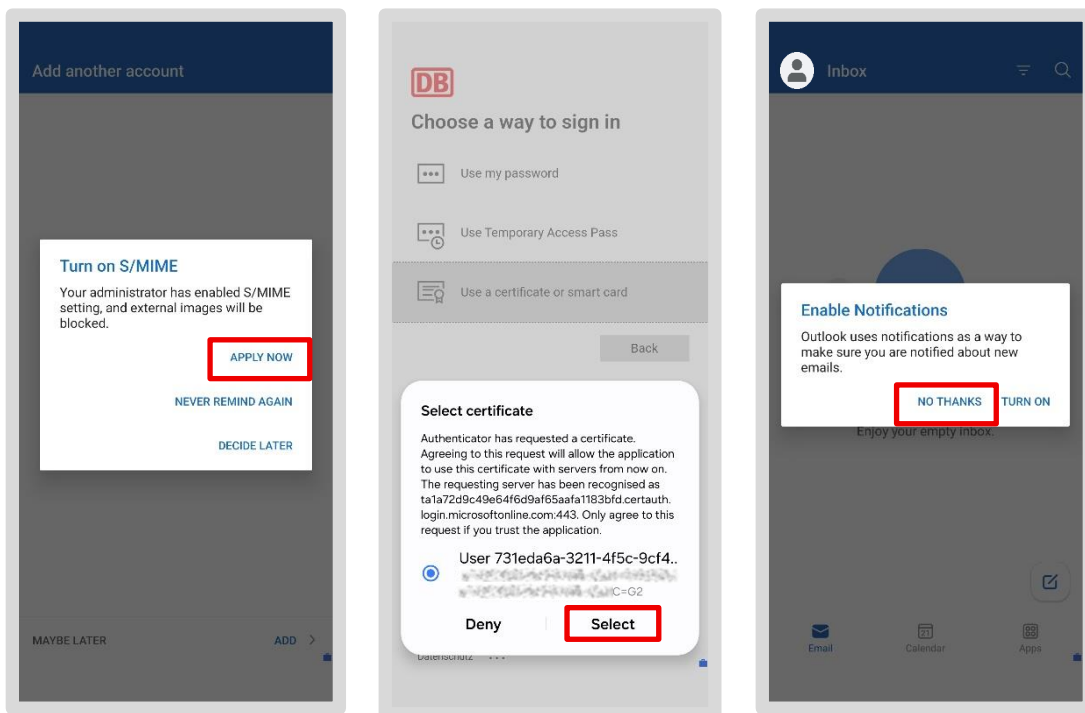 Add another account
Turn on S/MIME
Your administrator has enabled S/MIME
setting, and external images will be
blocked.
APPLY NOW
NEVER REMIND AGAIN
DECIDE LATER
MAYBE LATER
ADD
DB
Choose a way to sign in
Use my password
Use Temporary Access Pass
Use a certificate or smart card
Back
Select certificate
Authenticator has requested a certificate.
Agreeing to this request will allow the application
to use this certificate with servers from now on.
The requesting server has been recognised as
ta1a72d9c49e64f6d9af65aafa1183bfd.certauth.
login.microsoftonline.com:443. Only agree to this
request if you trust the application.
User 731eda6a-3211-4f5c-9cf4..
C=G2
Deny
Select
Datenschutz ...
Inbox
Enable Notifications
Outlook uses notifications as a way to
make sure you are notified about new
emails.
NO THANKS
TURN ON
Enjoy your empty inbox.
21
Email
Calendar
Apps